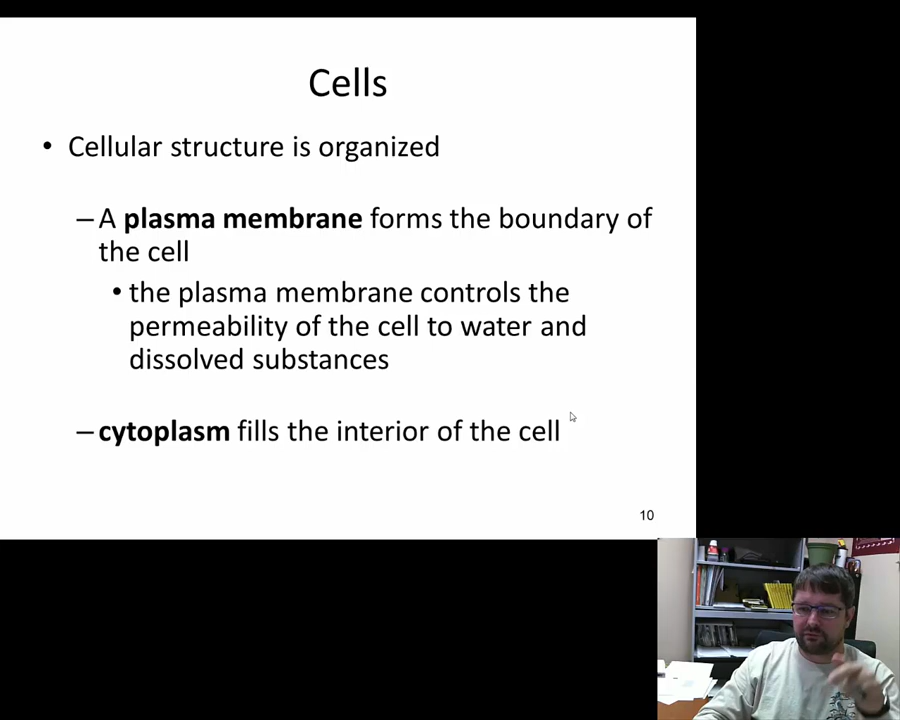 Cells
• Cellular structure is organized
– A plasma membrane forms the boundary of
the cell
• the plasma membrane controls the
permeability of the cell to water and
dissolved substances
– cytoplasm fills the interior of the cell
10